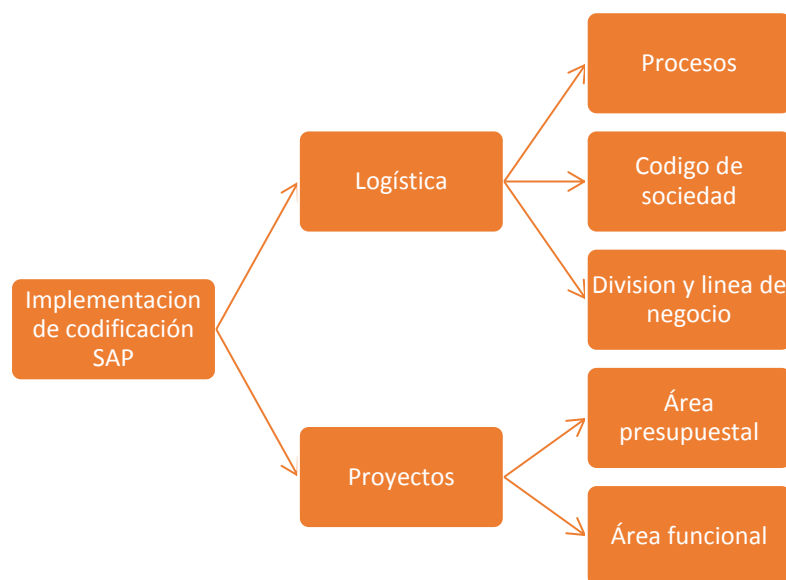 Procesos
Logística
Codigo de
sociedad
Division y linea de
negocio
Implementacion
de codificación
SAP
Área
presupuestal
Proyectos
Área funcional